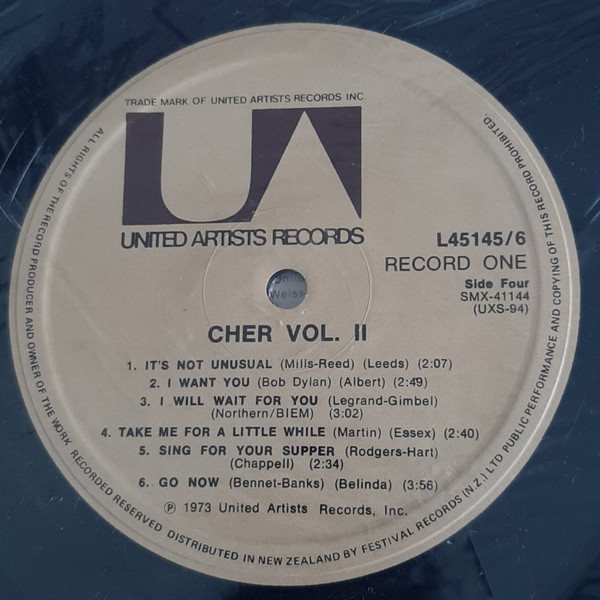 TRADE MARK OF UNITED ARTISTS RECORDS INC.
UA
UNITED ARTISTS RECORDS
L45145/6
RECORD ONE
Side Four
SMX-41144
(UXS-94)
Weiss
CHER VOL. II
1. IT'S NOT UNUSUAL (Mills-Reed) (Leeds) (2:07)
2. I WANT YOU (Bob Dylan) (Albert) (2:49)
3. I WILL WAIT FOR YOU (Legrand-Gimbel)
(Northern/BIEM) (3:02)
4. TAKE ME FOR A LITTLE WHILE (Martin) (Essex) (2:40)
5. SING FOR YOUR SUPPER (Rodgers-Hart)
(Chappell) (2:34)
6. GO NOW (Bennet-Banks) (Belinda) (3:56)
℗ 1973 United Artists Records, Inc.
ALL RIGHTS OF THE RECORD PRODUCER AND OWNER OF THE WORK RECORDED RESERVED DISTRIBUTED IN NEW ZEALAND BY FESTIVAL RECORDS (N.Z.) LTD PUBLIC PERFORMANCE AND COPYING OF THIS RECORD PROHIBITED.